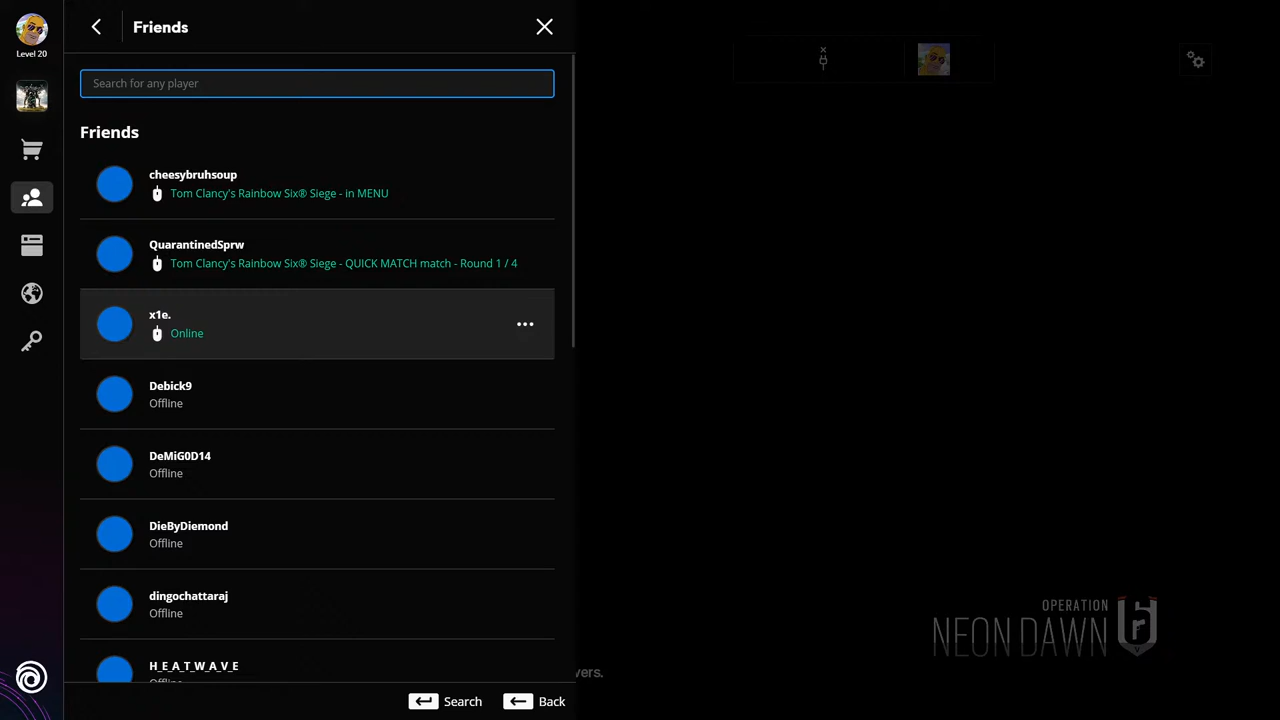 Level 20
Friends
Search for any player
Friends
cheesybruhsoup
Tom Clancy's Rainbow Six® Siege - in MENU
QuarantinedSprw
Tom Clancy's Rainbow Six® Siege - QUICK MATCH match - Round 1 / 4
x1e.
Online
Debick9
Offline
DeMiG0D14
Offline
DieByDiemond
Offline
dingochattaraj
Offline
H_E_A_T_W_A_V_E
Offline
Search
Back
vers.
OPERATION
NEON DAWN